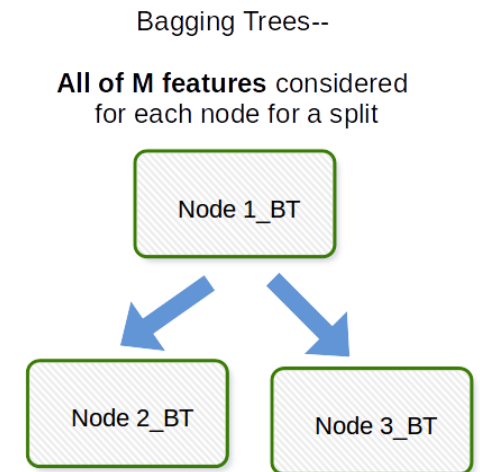 Bagging Trees--
All of M features considered
for each node for a split
Node 1_BT
Node 2_BT
Node 3_BT